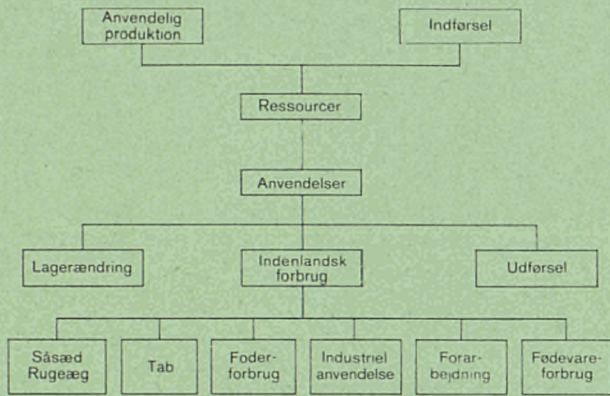 Anvendelig
produktion
Indførsel
Ressourcer
Anvendelser
Lagerændring
Indenlandsk
forbrug
Udførsel
Såsæd
Rugeæg
Tab
Foder-
forbrug
Industriel
anvendelse
Forar-
bejdning
Fødevare-
forbrug